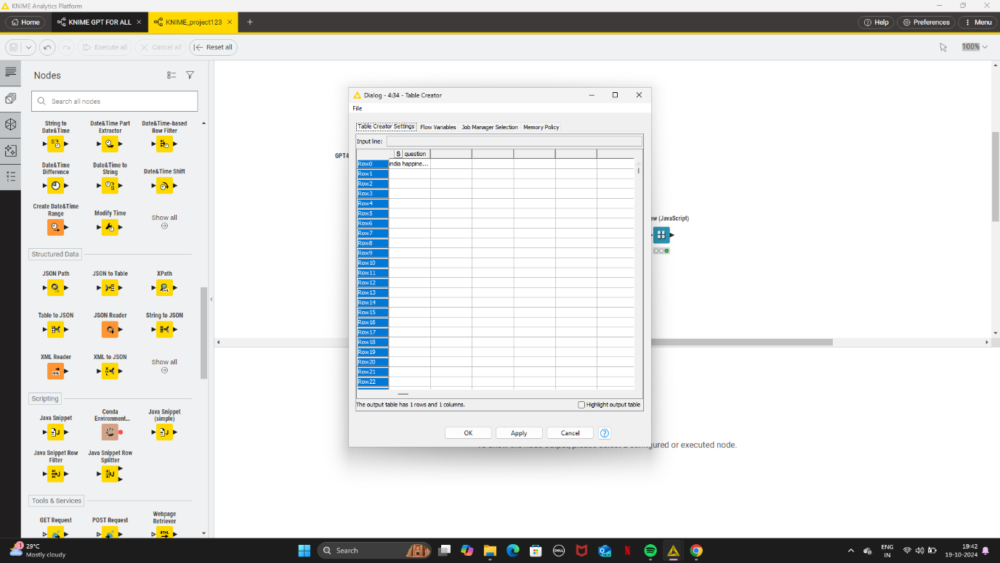 KNIME Analytics Platform
Home
KNIME GPT FOR ALL
KNIME_project123
Help
Preferences
Menu
Execute all
Cancel all
Reset all
100%
Nodes
Search all nodes
String to Date&Time
Date&Time Part Extractor
Date&Time-based Row Filter
Date&Time Difference
Date&Time to String
Date&Time Shift
Create Date&Time Range
Modify Time
Show all
Structured Data
JSON Path
JSON to Table
XPath
Table to JSON
JSON Reader
String to JSON
XML Reader
XML to JSON
Show all
Scripting
Java Snippet
Conda Environment...
Java Snippet (simple)
Java Snippet Row Filter
Java Snippet Row Splitter
Tools & Services
GET Request
POST Request
Webpage Retriever
GPT4
ew (JavaScript)
Dialog - 4:34 - Table Creator
File
Table Creator Settings
Flow Variables
Job Manager Selection
Memory Policy
Input line:
S question
Row0 india happine...
Row1
Row2
Row3
Row4
Row5
Row6
Row7
Row8
Row9
Row10
Row11
Row12
Row13
Row14
Row15
Row16
Row17
Row18
Row19
Row20
Row21
Row22
The output table has 1 rows and 1 columns.
Highlight output table
OK
Apply
Cancel
29°C
Mostly cloudy
Search
ENG
IN
19:42
19-10-2024